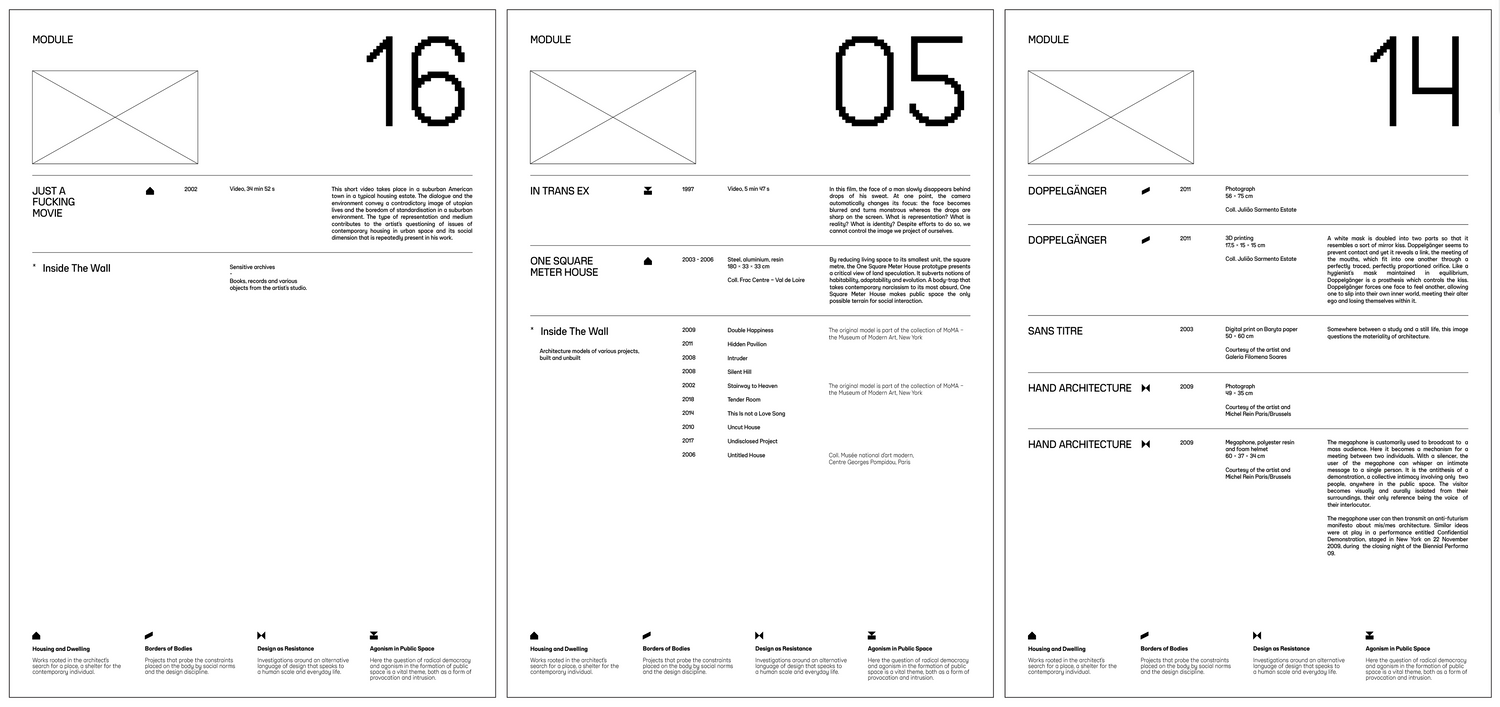 MODULE
16
JUST A
FUCKING
MOVIE
2002
Video, 34 min 52 s
This short video takes place in a suburban American
town in a typical housing estate. The dialogue and the
environment convey a contradictory image of utopian
lives and the boredom of standardisation in a suburban
environment. The type of representation and medium
contributes to the artist's questioning of issues of
contemporary housing in urban space and its social
dimension that is repeatedly present in his work.
* Inside The Wall
Sensitive archives
-
Books, records and various
objects from the artist's studio.
Housing and Dwelling
Works rooted in the architect's
search for a place, a shelter for the
contemporary individual.
Borders of Bodies
Projects that probe the constraints
placed on the body by social norms
and the design discipline.
Design as Resistance
Investigations around an alternative
language of design that speaks to
a human scale and everyday life.
Agonism in Public Space
Here the question of radical democracy
and agonism in the formation of public
space is a vital theme, both as a form of
provocation and intrusion.
MODULE
05
IN TRANS EX
1997
Video, 5 min 47 s
In this film, the face of a man slowly disappears behind
drops of his sweat. At one point, the camera
automatically changes its focus: the face becomes
blurred and turns monstrous whereas the drops are
sharp on the screen. What is representation? What is
reality? What is identity? Despite efforts to do so, we
cannot control the image we project of ourselves.
ONE SQUARE
METER HOUSE
2003 - 2006
Steel, aluminium, resin
180 × 33 × 33 cm
Coll. Frac Centre – Val de Loire
By reducing living space to its smallest unit, the square
metre, the One Square Meter House prototype presents
a critical view of land speculation. It subverts notions of
habitability, adaptability and evolution. A body-trap that
takes contemporary narcissism to its most absurd, One
Square Meter House makes public space the only
possible terrain for social interaction.
* Inside The Wall
Architecture models of various projects,
built and unbuilt
2009 Double Happiness
The original model is part of the collection of MoMA –
the Museum of Modern Art, New York
2011 Hidden Pavilion
2008 Intruder
2008 Silent Hill
2002 Stairway to Heaven
The original model is part of the collection of MoMA –
the Museum of Modern Art, New York
2018 Tender Room
2014 This Is not a Love Song
2010 Uncut House
2017 Undisclosed Project
2006 Untitled House
Coll. Musée national d'art modern,
Centre Georges Pompidou, Paris
Housing and Dwelling
Works rooted in the architect's
search for a place, a shelter for the
contemporary individual.
Borders of Bodies
Projects that probe the constraints
placed on the body by social norms
and the design discipline.
Design as Resistance
Investigations around an alternative
language of design that speaks to
a human scale and everyday life.
Agonism in Public Space
Here the question of radical democracy
and agonism in the formation of public
space is a vital theme, both as a form of
provocation and intrusion.
MODULE
14
DOPPELGÄNGER
2011
Photograph
56 × 75 cm
Coll. Julião Sarmento Estate
DOPPELGÄNGER
2011
3D printing
17,5 × 15 × 15 cm
Coll. Julião Sarmento Estate
A white mask is doubled into two parts so that it
resembles a sort of mirror kiss. Doppelgänger seems to
prevent contact and yet it reveals a link, the meeting of
the mouths, which fit into one another through a
perfectly traced, perfectly proportioned orifice. Like a
hygienist's mask maintained in equilibrium,
Doppelgänger is a prosthesis which controls the kiss.
Doppelgänger forces one face to feel another, allowing
one to slip into their own inner world, meeting their alter
ego and losing themselves within it.
SANS TITRE
2003
Digital print on Baryta paper
50 × 60 cm
Courtesy of the artist and
Galeria Filomena Soares
Somewhere between a study and a still life, this image
questions the materiality of architecture.
HAND ARCHITECTURE
2009
Photograph
49 × 35 cm
Courtesy of the artist and
Michel Rein Paris/Brussels
HAND ARCHITECTURE
2009
Megaphone, polyester resin
and foam helmet
60 × 37 × 34 cm
Courtesy of the artist and
Michel Rein Paris/Brussels
The megaphone is customarily used to broadcast to a
mass audience. Here it becomes a mechanism for a
meeting between two individuals. With a silencer, the
user of the megaphone can whisper an intimate
message to a single person. It is the antithesis of a
demonstration, a collective intimacy involving only two
people, anywhere in the public space. The visitor
becomes visually and aurally isolated from their
surroundings, their only reference being the voice of
their interlocutor.
The megaphone user can then transmit an anti-futurism
manifesto about mis/mes architecture. Similar ideas
were at play in a performance entitled Confidential
Demonstration, staged in New York on 22 November
2009, during the closing night of the Biennial Performa
09.
Housing and Dwelling
Works rooted in the architect's
search for a place, a shelter for the
contemporary individual.
Borders of Bodies
Projects that probe the constraints
placed on the body by social norms
and the design discipline.
Design as Resistance
Investigations around an alternative
language of design that speaks to
a human scale and everyday life.
Agonism in Public Space
Here the question of radical democracy
and agonism in the formation of public
space is a vital theme, both as a form of
provocation and intrusion.